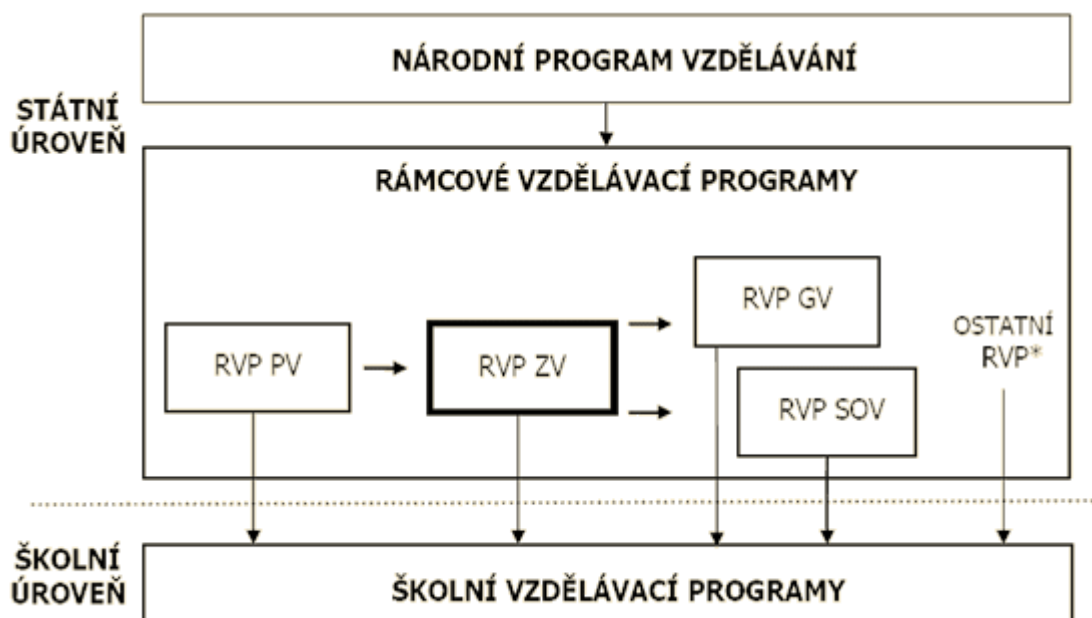 NÁRODNÍ PROGRAM VZDĚLÁVÁNÍ
STÁTNÍ
ÚROVEŇ
RÁMCOVÉ VZDĚLÁVACÍ PROGRAMY
RVP PV
RVP ZV
RVP GV
RVP SOV
OSTATNÍ
RVP*
ŠKOLNÍ
ÚROVEŇ
ŠKOLNÍ VZDĚLÁVACÍ PROGRAMY